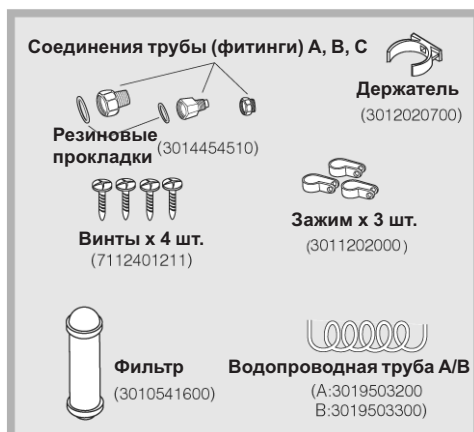 Соединения трубы (фитинги) A, B, C
Держатель
(3012020700)
Резиновые
прокладки (3014454510)
Винты x 4 шт.
(7112401211)
Зажим x 3 шт.
(3011202000)
Фильтр
(3010541600)
Водопроводная труба A/B
(A:3019503200
B:3019503300)